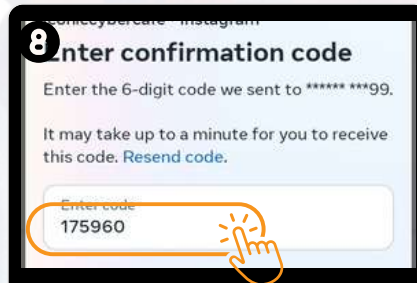 8
Enter confirmation code
Enter the 6-digit code we sent to ****** ***99.
It may take up to a minute for you to receive
this code. Resend code.
Enter code
175960